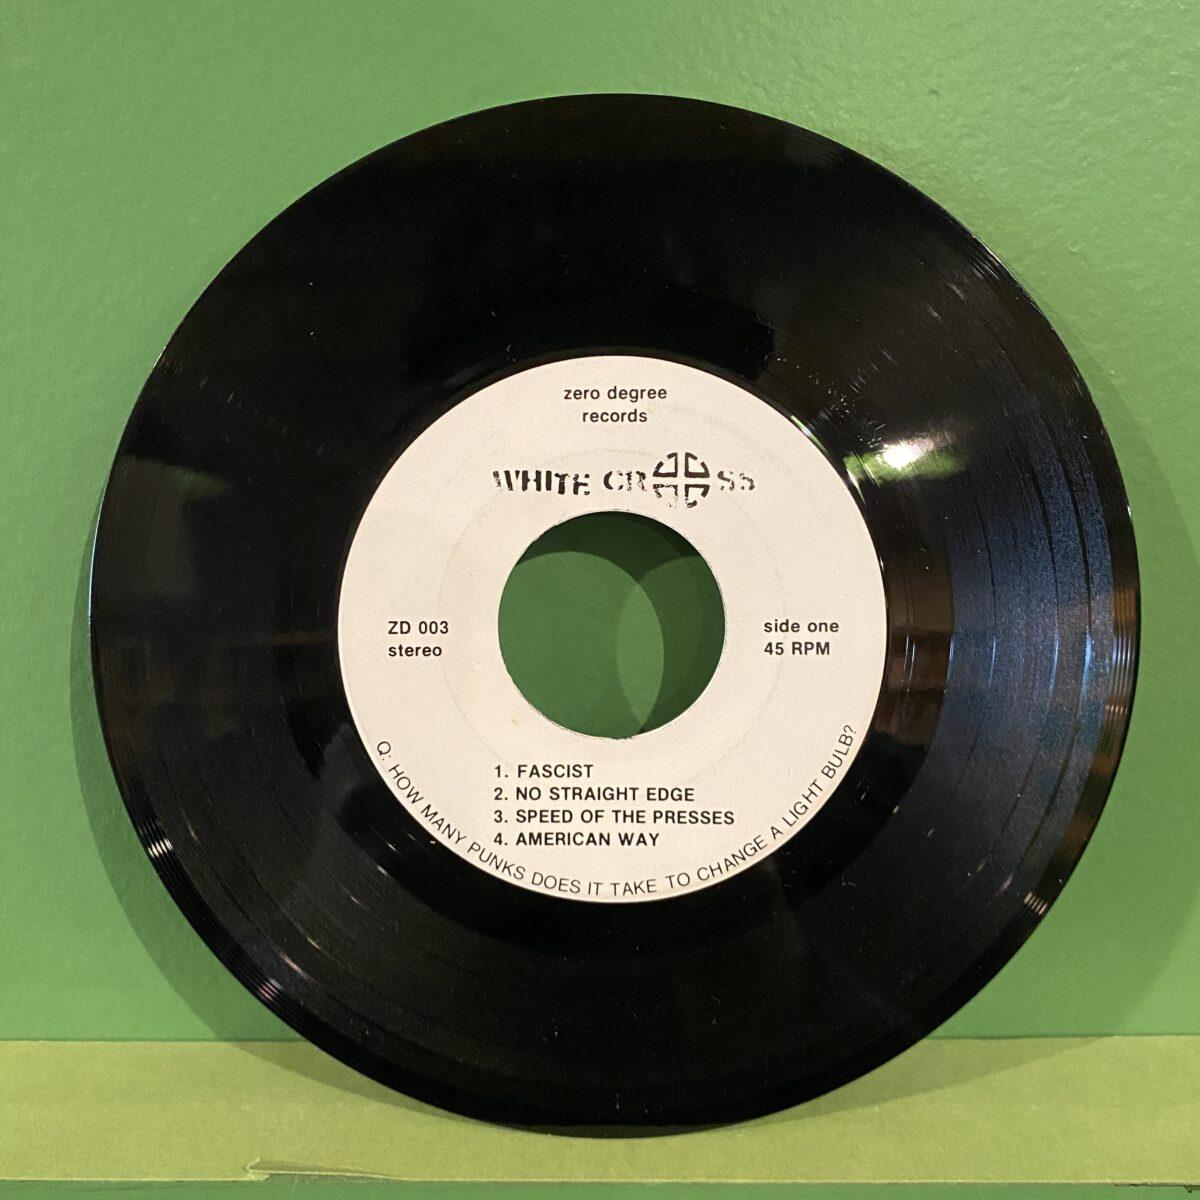 zero degree
records
WHITE CROSS
ZD 003
stereo
side one
45 RPM
1. FASCIST
2. NO STRAIGHT EDGE
3. SPEED OF THE PRESSES
4. AMERICAN WAY
Q: HOW MANY PUNKS DOES IT TAKE TO CHANGE A LIGHT BULB?